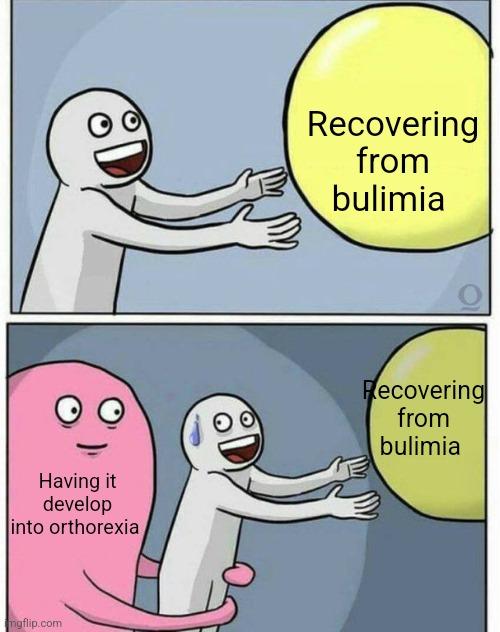 Recovering
from
bulimia
Q
Recovering
from
bulimia
Having it
develop
into orthorexia
imgflip.com